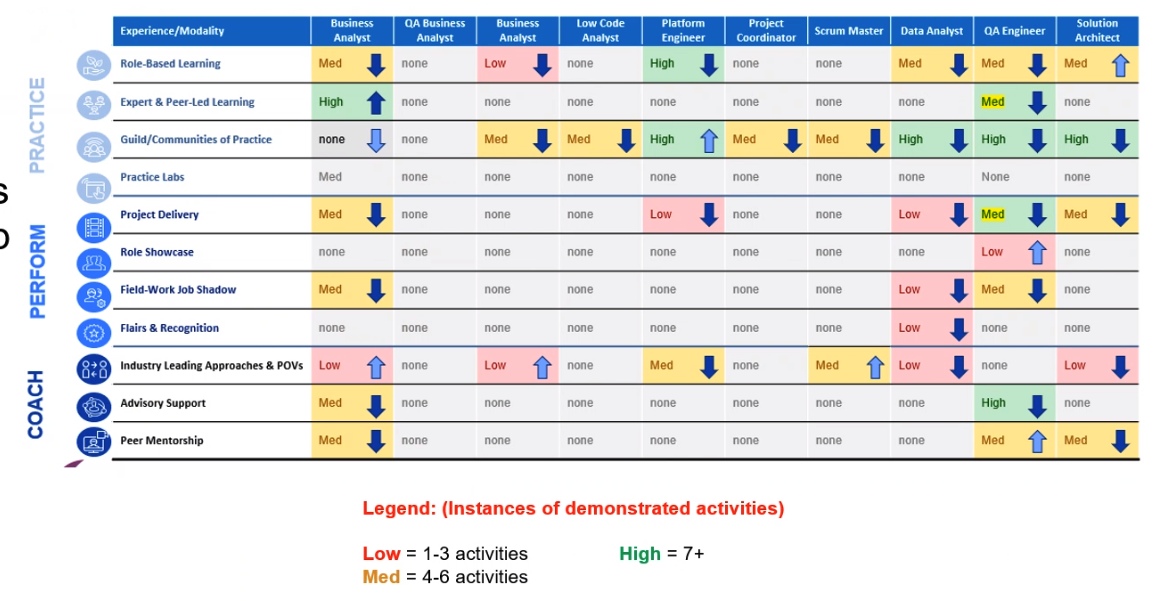 Experience/Modality Business Analyst QA Business Analyst Business Analyst Low Code Analyst Platform Engineer Project Coordinator Scrum Master Data Analyst QA Engineer Solution Architect
PRACTICE
Role-Based Learning Med none Low none High none none Med Med Med
Expert & Peer-Led Learning High none none none none none none none Med none
Guild/Communities of Practice none none Med Med High Med Med High High High
Practice Labs Med none none none none none none none None none
s
PERFORM
Project Delivery Med none none none Low none none Low Med Med
Role Showcase none none none none none none none none Low none
Field-Work Job Shadow Med none none none none none none Low Med none
Flairs & Recognition none none none none none none none Low none none
COACH
Industry Leading Approaches & POVs Low none Low none Med none Med Low none Low
Advisory Support Med none none none none none none none High none
Peer Mentorship Med none none none none none none none Med Med
Legend: (Instances of demonstrated activities)
Low = 1-3 activities High = 7+
Med = 4-6 activities